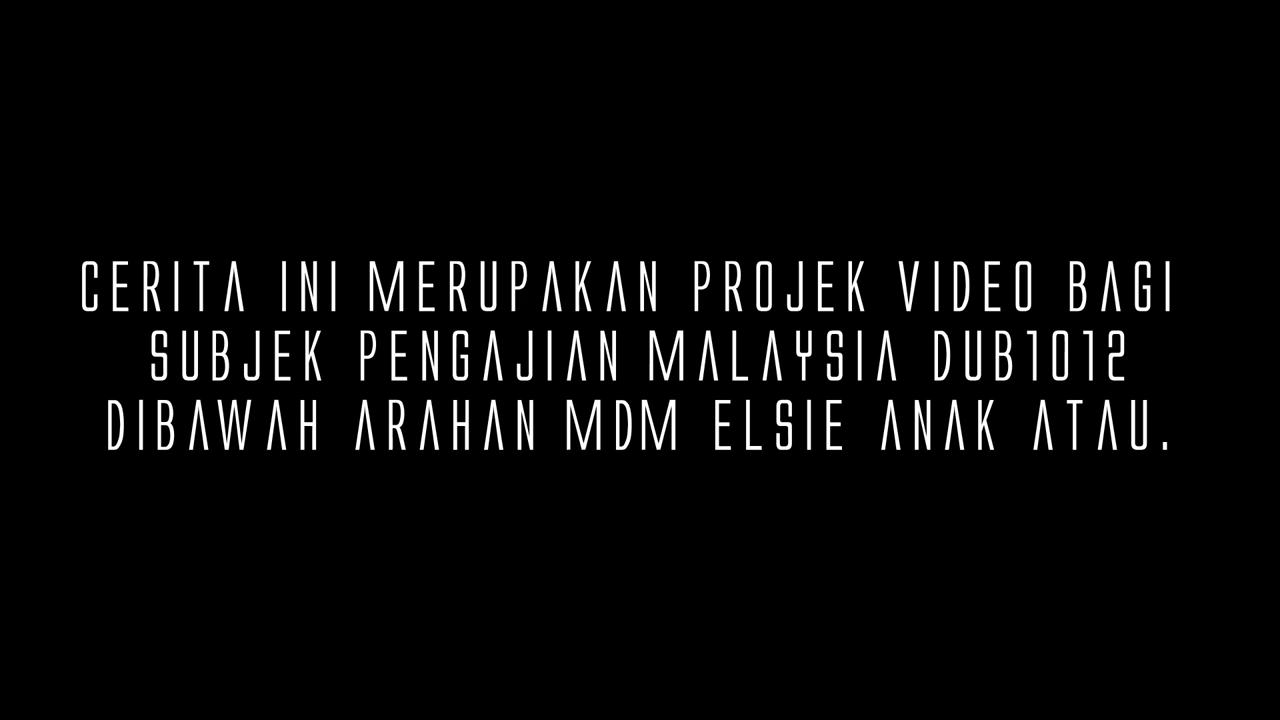 CERITA INI MERUPAKAN PROJEK VIDEO BAGI
SUBJEK PENGAJIAN MALAYSIA DUB1012
DIBAWAH ARAHAN MDM ELSIE ANAK ATAU.